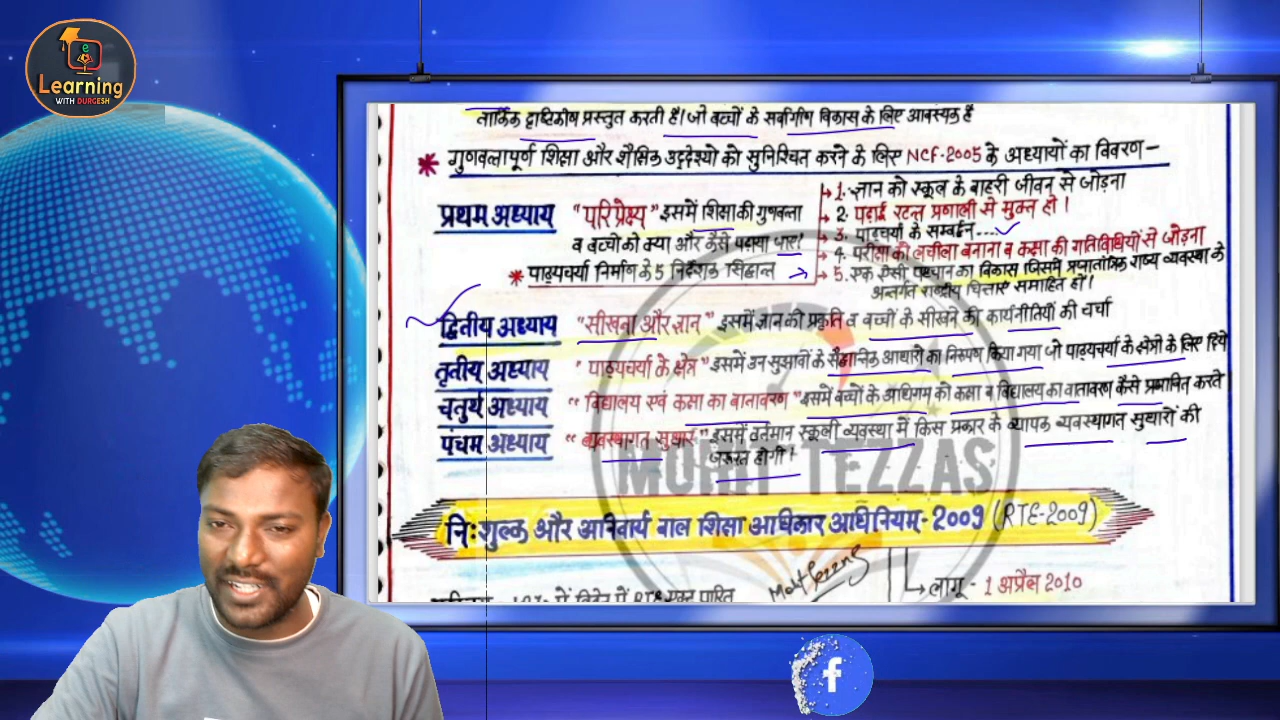 e
Learning
WITH DURGESH
तार्किक दृष्टिकोण प्रस्तुत करती है। जो बच्चों के सर्वांगीण विकास के लिए आवश्यक है
* गुणवत्तापूर्ण शिक्षा और शैक्षिक उद्देश्यो को सुनिश्चित करने के लिए NCF-2005 के अध्यायों का विवरण –
प्रथम अध्याय "परिप्रेक्ष्य" इसमें शिक्षा की गुणवत्ता
व बच्चों को क्या और कैसे पढ़ाया जाए।
* पाठ्यचर्या निर्माण के 5 निर्देशक सिद्धान्त →
→ 1. ज्ञान को स्कूल के बाहरी जीवन से जोड़ना
→ 2. पढ़ाई रटन्त प्रणाली से मुक्त हो।
→ 3. पाठ्यचर्या के सम्वर्द्धन....
→ 4. परीक्षा को लचीला बनाना व कक्षा की गतिविधियों से जोड़ना
→ 5. एक ऐसी पहचान का विकास जिसमें प्रजातांत्रिक राज्य व्यवस्था के
अन्तर्गत राष्ट्रीय चिंताएं समाहित हों।
द्वितीय अध्याय "सीखना और ज्ञान" इसमें ज्ञान की प्रकृति व बच्चों के सीखने की कार्यनीतियों की चर्चा
तृतीय अध्याय "पाठ्यचर्या के क्षेत्र" इसमें उन सुझावों के सैद्धान्तिक आधारों का निरुपण किया गया जो पाठ्यचर्या के क्षेत्रों के लिए दिये
चतुर्थ अध्याय "विद्यालय एवं कक्षा का वातावरण" इसमें बच्चों के अधिगम को कक्षा व विद्यालय का वातावरण कैसे प्रभावित करते
पंचम अध्याय "व्यवस्थागत सुधार" इसमें वर्तमान स्कूली व्यवस्था में किस प्रकार के व्यापक व्यवस्थागत सुधारों की
जरूरत होगी।
MOHIT TEZZAS
नि:शुल्क और अनिवार्य बाल शिक्षा अधिकार अधिनियम- 2009 (RTE-2009)
Mohit Tezzas
→ लागू - 1 अप्रैल 2010
f